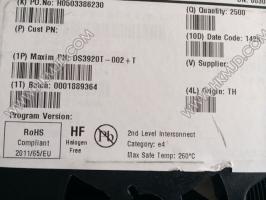 (K) PO.No: H0503386230
(Q) Quantity: 2500
(P) Cust PN:
(10D) Date Code: 1425
(1P) Maxim PN: DS3920T-002+T
(V) Supplier:
(1T) Batch: 0001889364
(4L) Origin: TH
Program Version:
RoHS
Compliant
2011/65/EU
HF
Halogen
Free
Pb
2nd Level Interconnect
Category: e4
Max Safe Temp: 260°C